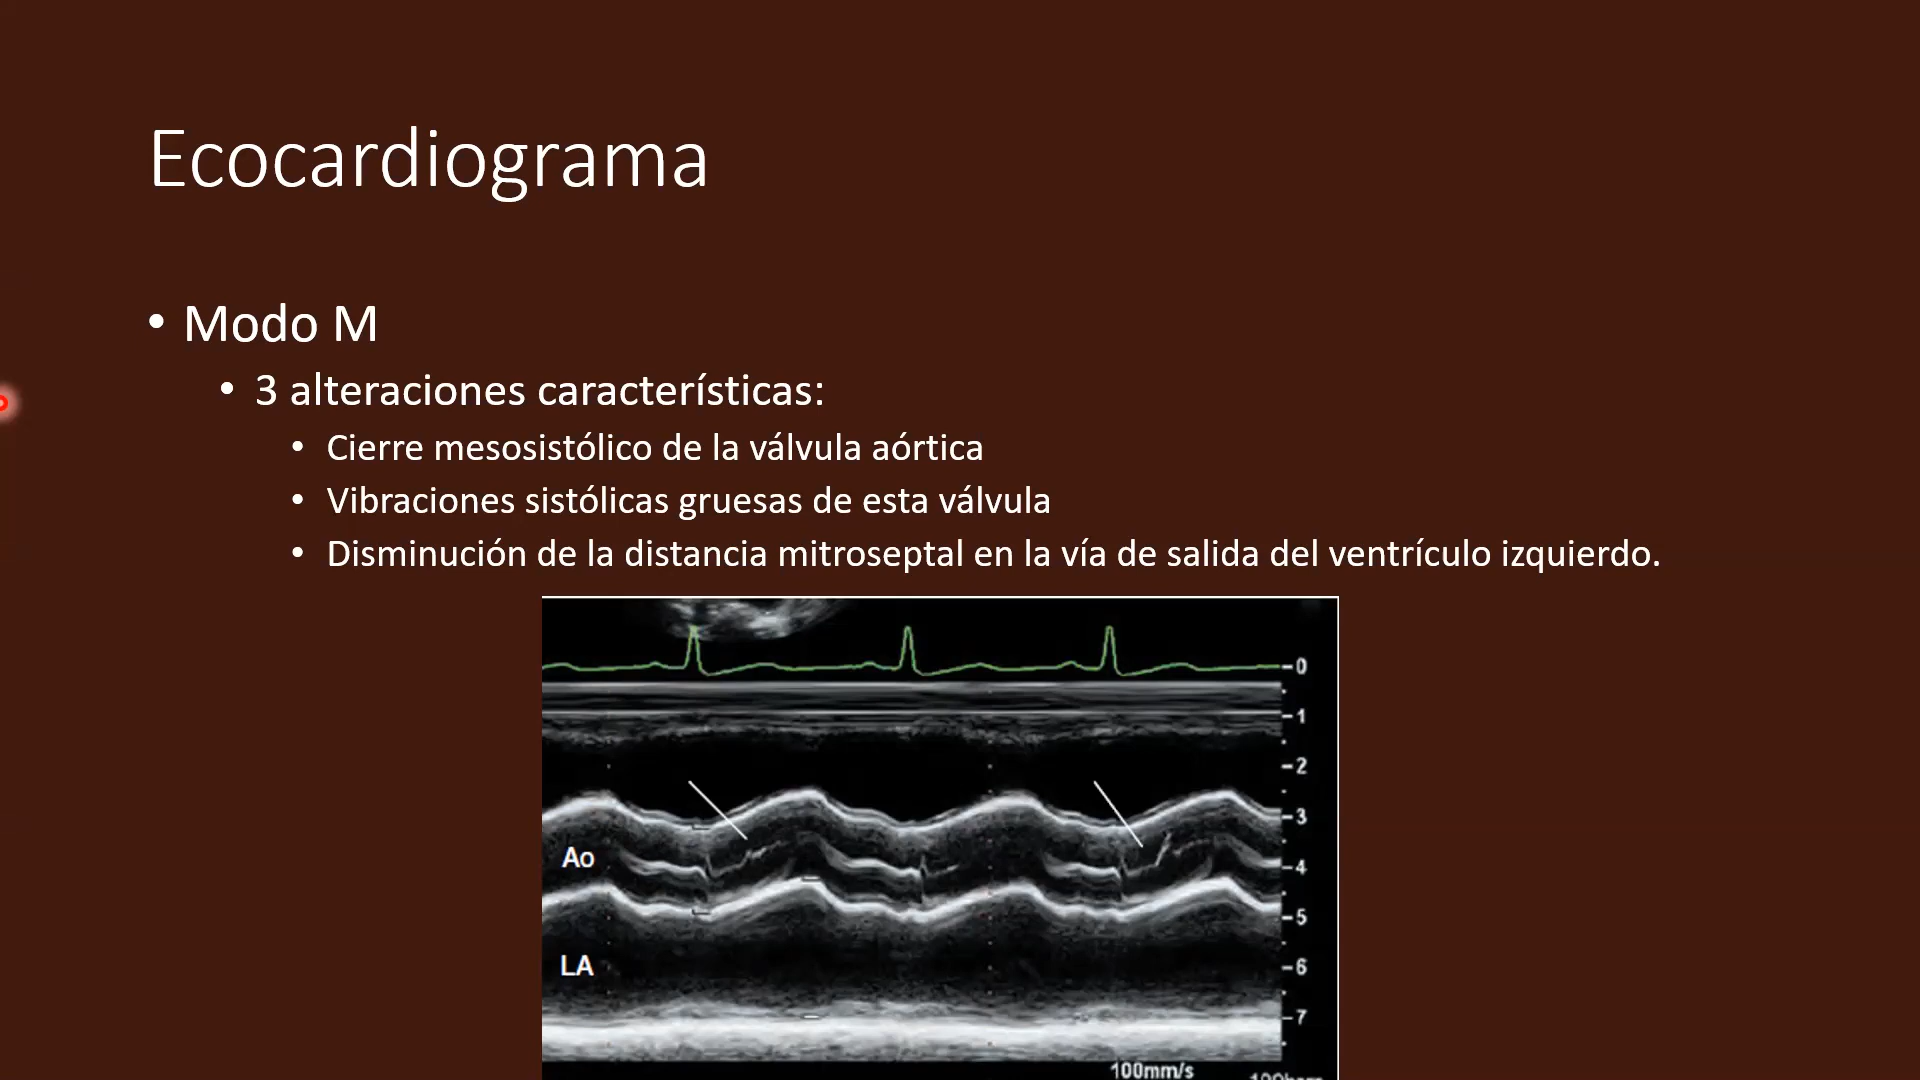 Ecocardiograma
• Modo M
• 3 alteraciones características:
• Cierre mesosistólico de la válvula aórtica
• Vibraciones sistólicas gruesas de esta válvula
• Disminución de la distancia mitroseptal en la vía de salida del ventrículo izquierdo.
0
1
2
3
Ao
4
5
LA
6
7
100mm/s